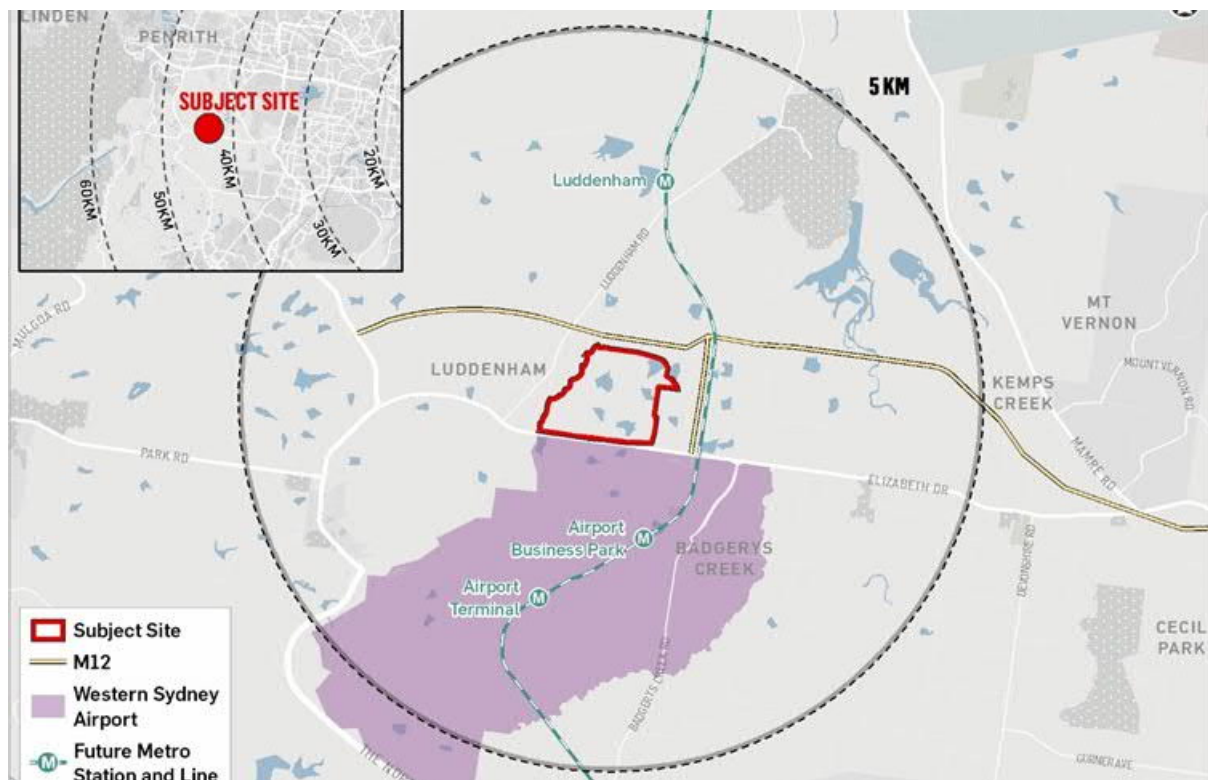 LINDEN
PENRITH
SUBJECT SITE
60KM
50KM
40KM
30KM
20KM
5 KM
Luddenham
LUDDENHAM RD
MULGOA RD
LUDDENHAM
MT
VERNON
MOUNT VERNON RD
KEMPS
CREEK
MAMRE RD
PARK RD
ELIZABETH DR
Airport
Business Park
BADGERYS
CREEK
Airport
Terminal
DEVONSHIRE RD
BADGERYS CREEK RD
CECIL
PARK
THE NOR
Subject Site
M12
Western Sydney
Airport
Future Metro
Station and Line